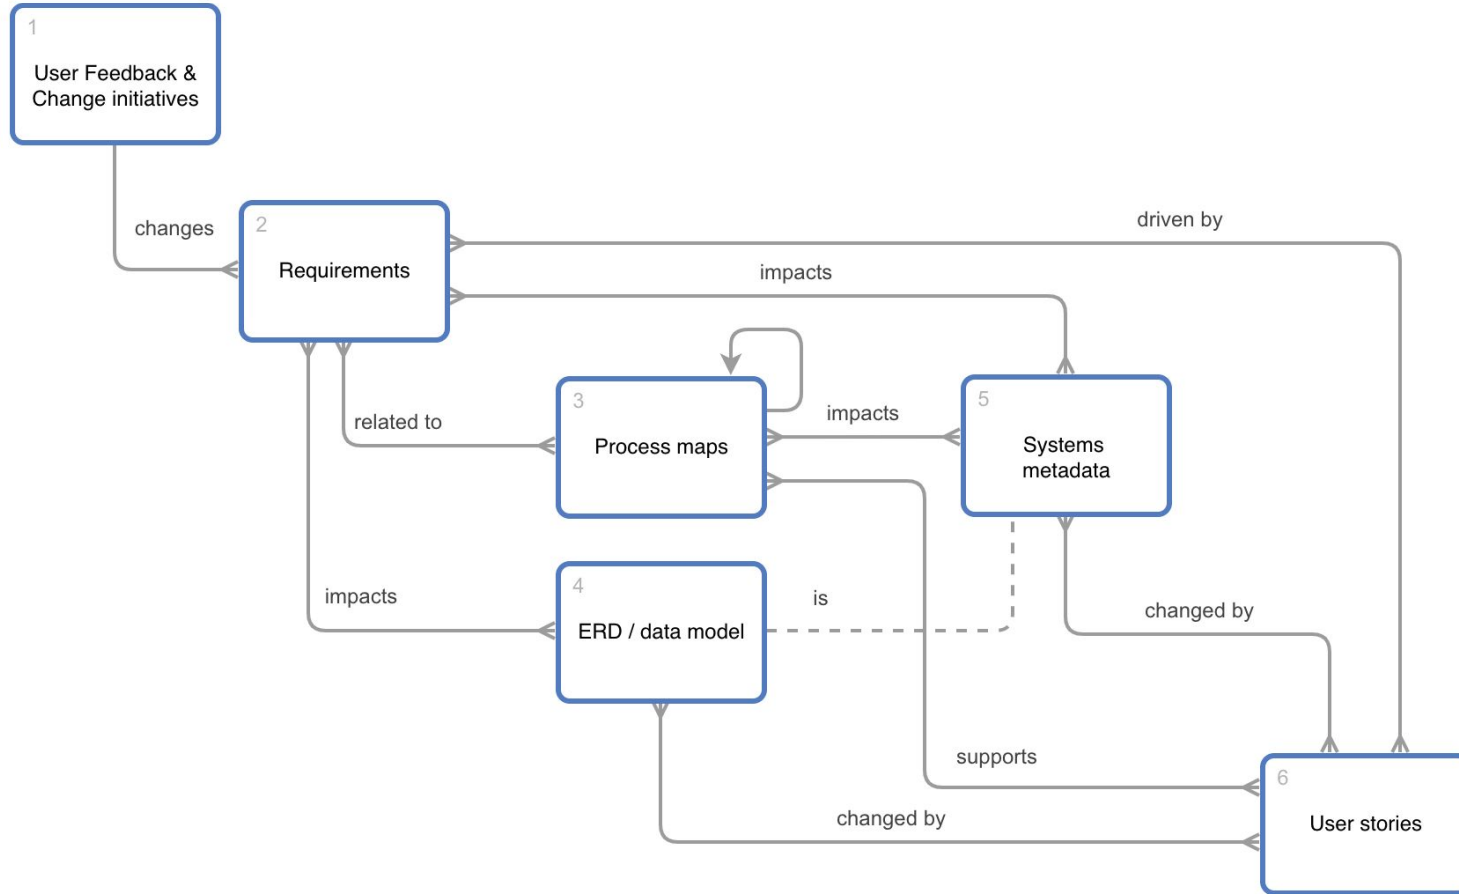 1
User Feedback &
Change initiatives
changes
2
Requirements
driven by
impacts
related to
3
Process maps
impacts
5
Systems
metadata
impacts
4
ERD / data model
is
changed by
supports
changed by
6
User stories